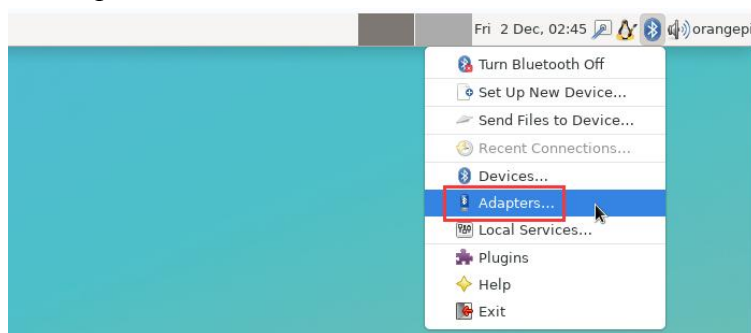 Fri 2 Dec, 02:45 orangepi
Turn Bluetooth Off
Set Up New Device...
Send Files to Device...
Recent Connections...
Devices...
Adapters...
Local Services...
Plugins
Help
Exit